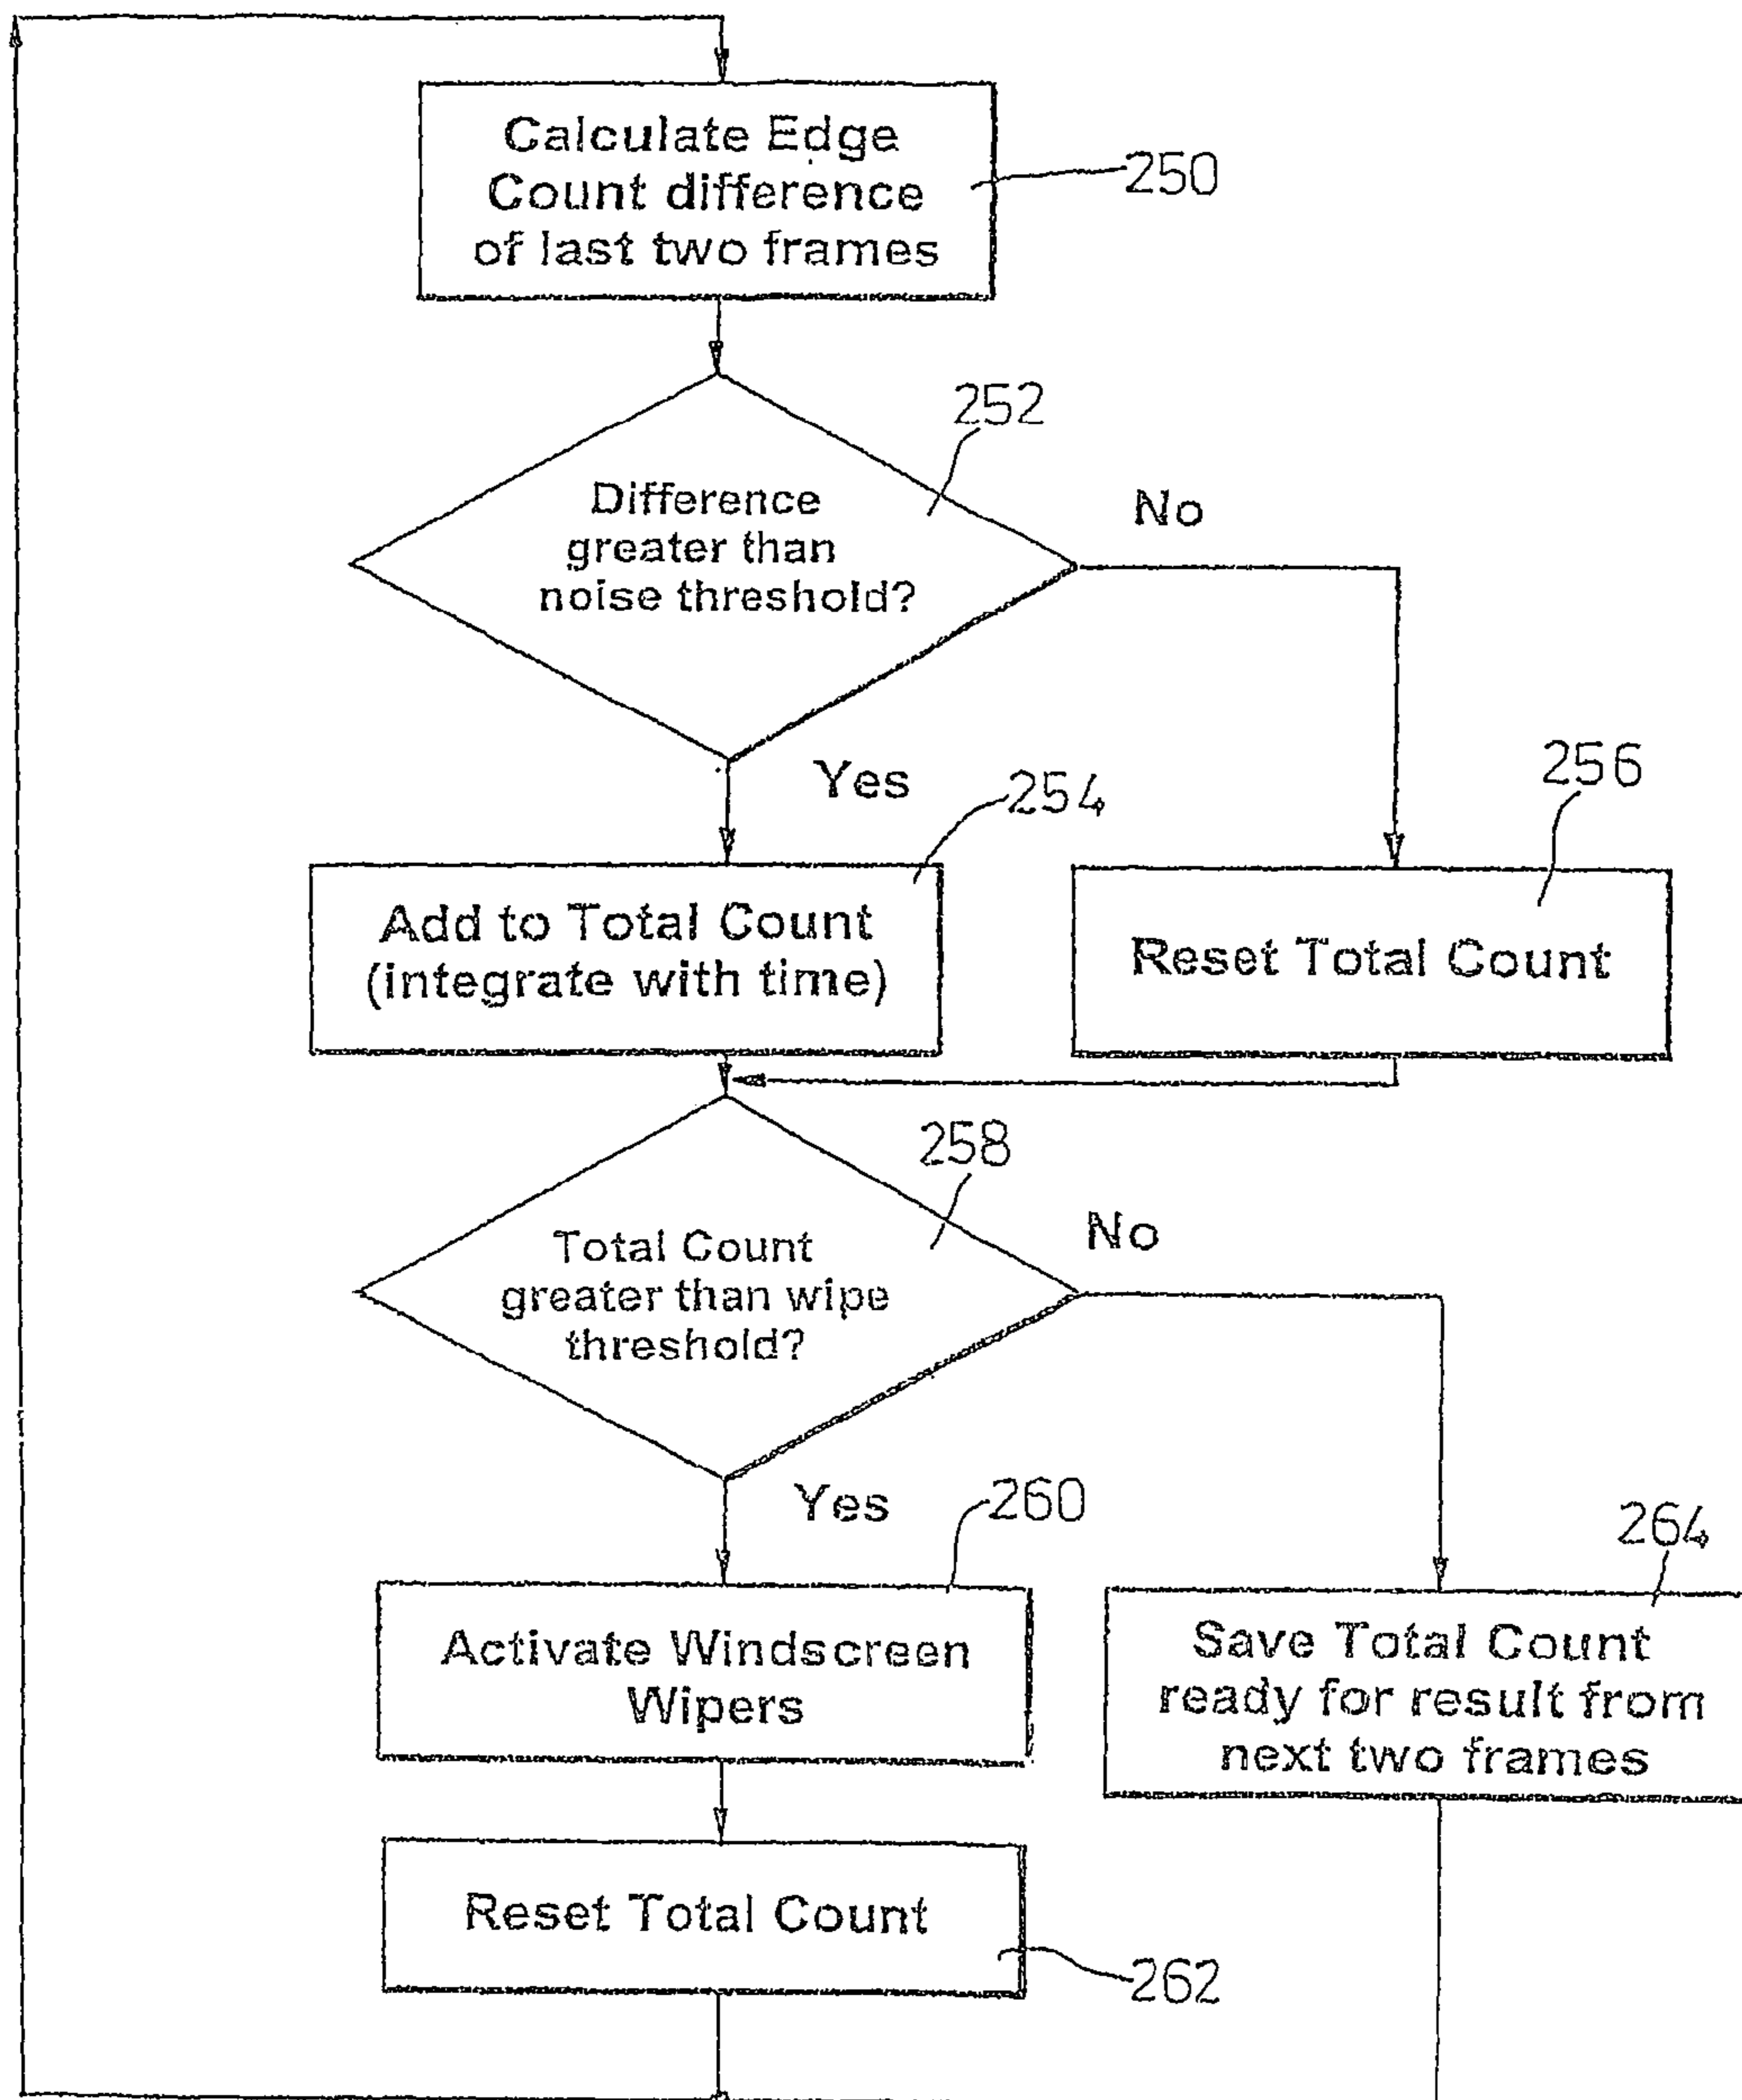 Calculate Edge
Count difference
of last two frames
250
252
Difference
greater than
noise threshold?
No
Yes
254
256
Add to Total Count
(integrate with time)
Reset Total Count
258
Total Count
greater than wipe
threshold?
No
Yes
260
264
Activate Windscreen
Wipers
Save Total Count
ready for result from
next two frames
Reset Total Count
262